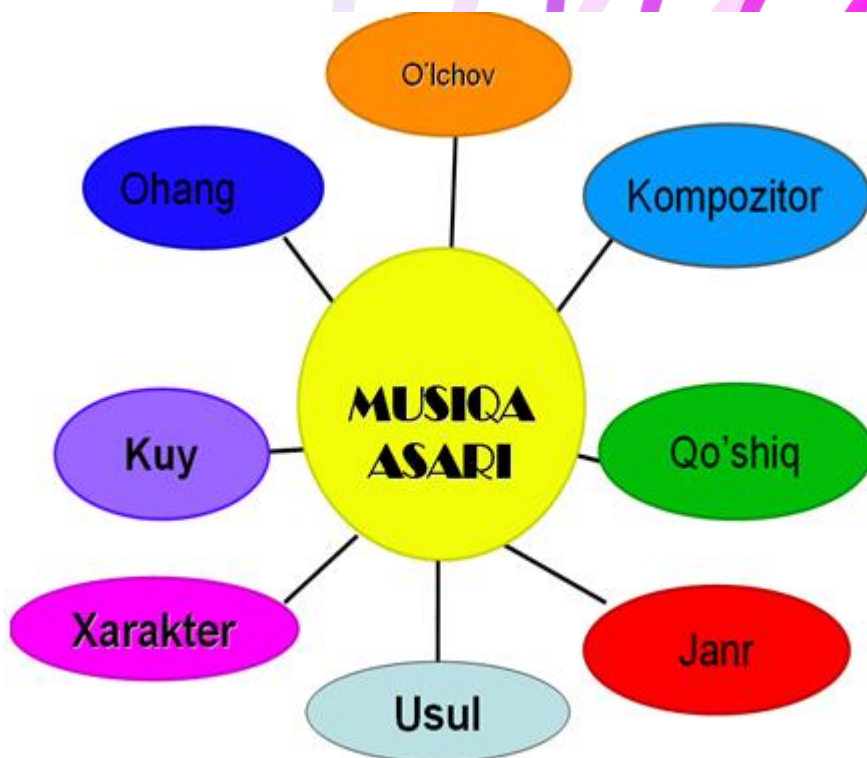 O'lchov
Ohang
Kompozitor
MUSIQA
ASARI
Kuy
Qo'shiq
Xarakter
Janr
Usul